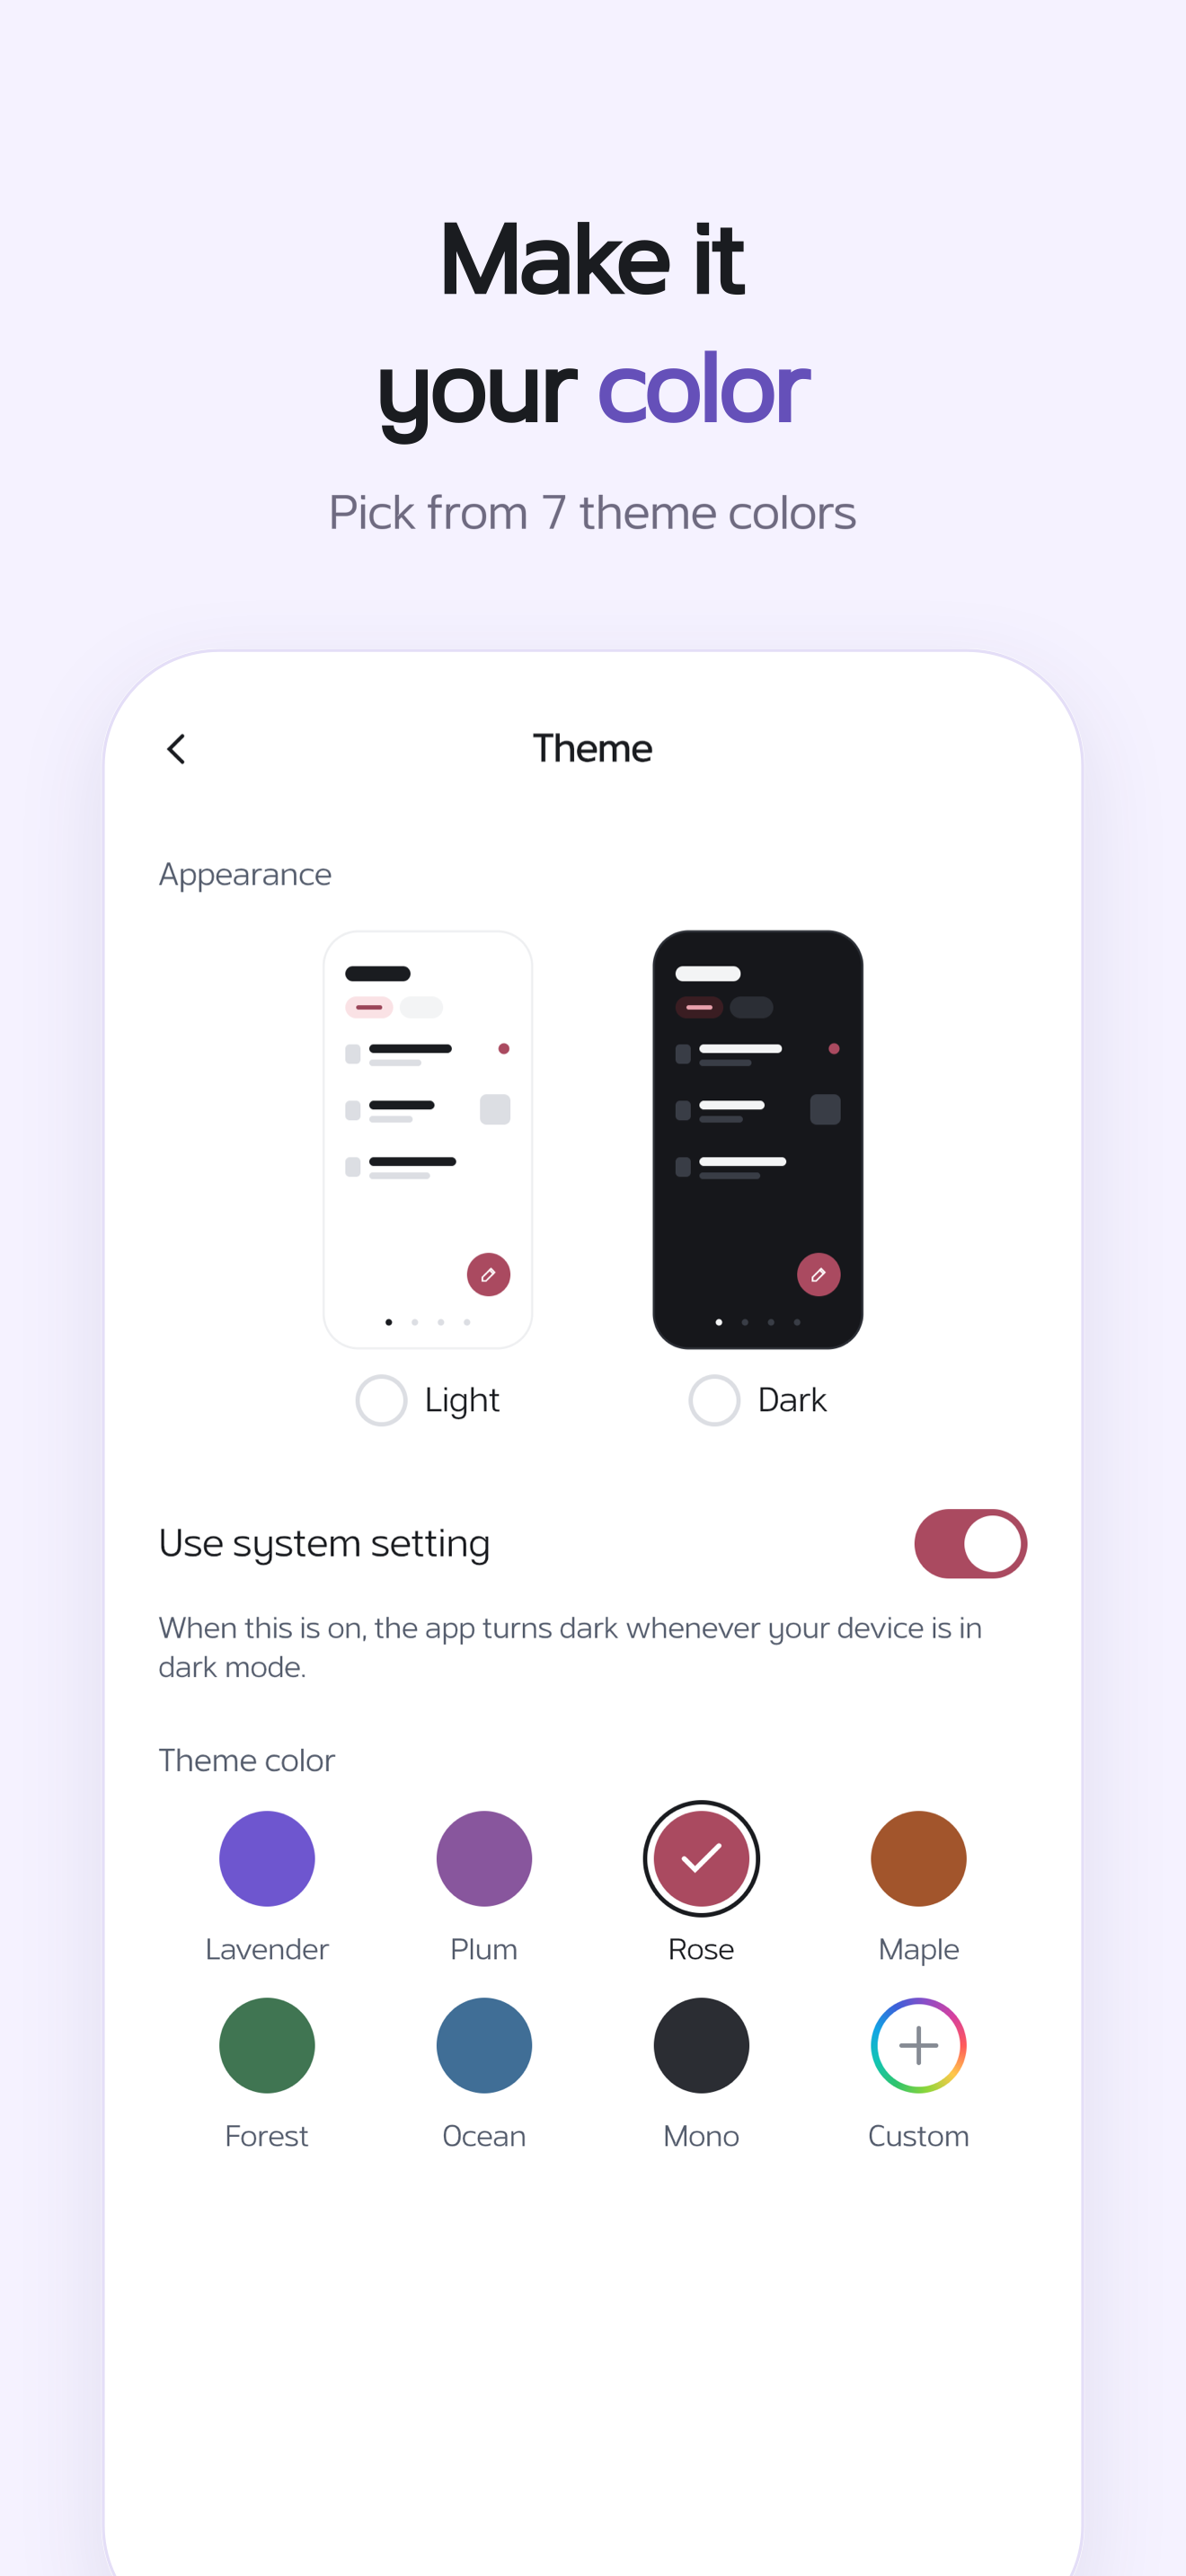 Make it
your color
Pick from 7 theme colors
Theme
Appearance
Light
Dark
Use system setting
When this is on, the app turns dark whenever your device is in
dark mode.
Theme color
Lavender
Plum
Rose
Maple
Forest
Ocean
Mono
Custom